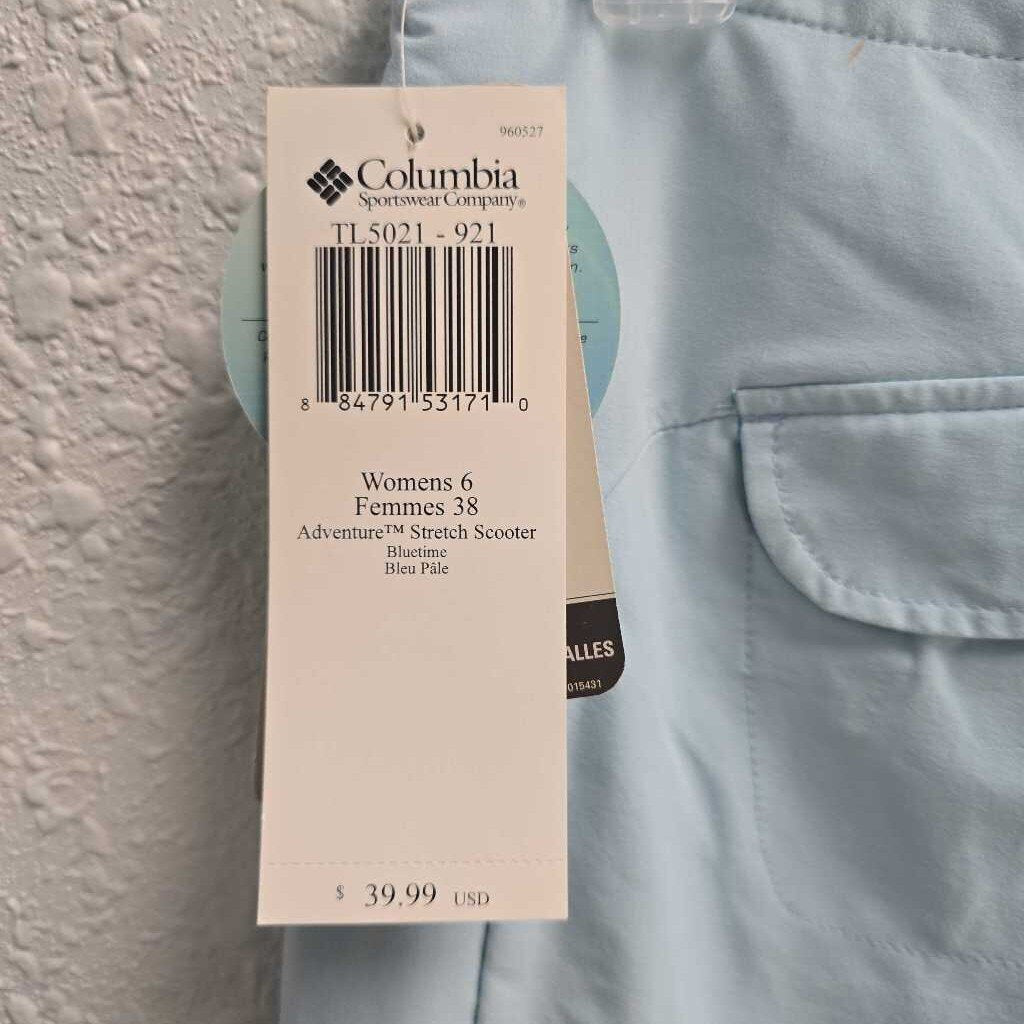 960527
Columbia
Sportswear Company®
TL5021 - 921
8 84791 53171 0
Womens 6
Femmes 38
Adventure™ Stretch Scooter
Bluetime
Bleu Pâle
ALLES
015431
$ 39.99 USD